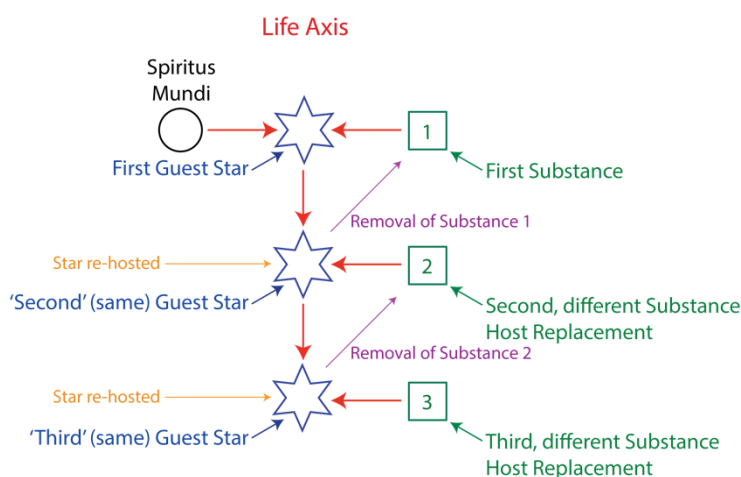 Life Axis
Spiritus
Mundi
1
First Guest Star
First Substance
Removal of Substance 1
Star re-hosted
2
‘Second’ (same) Guest Star
Second, different Substance
Host Replacement
Removal of Substance 2
Star re-hosted
3
‘Third’ (same) Guest Star
Third, different Substance
Host Replacement